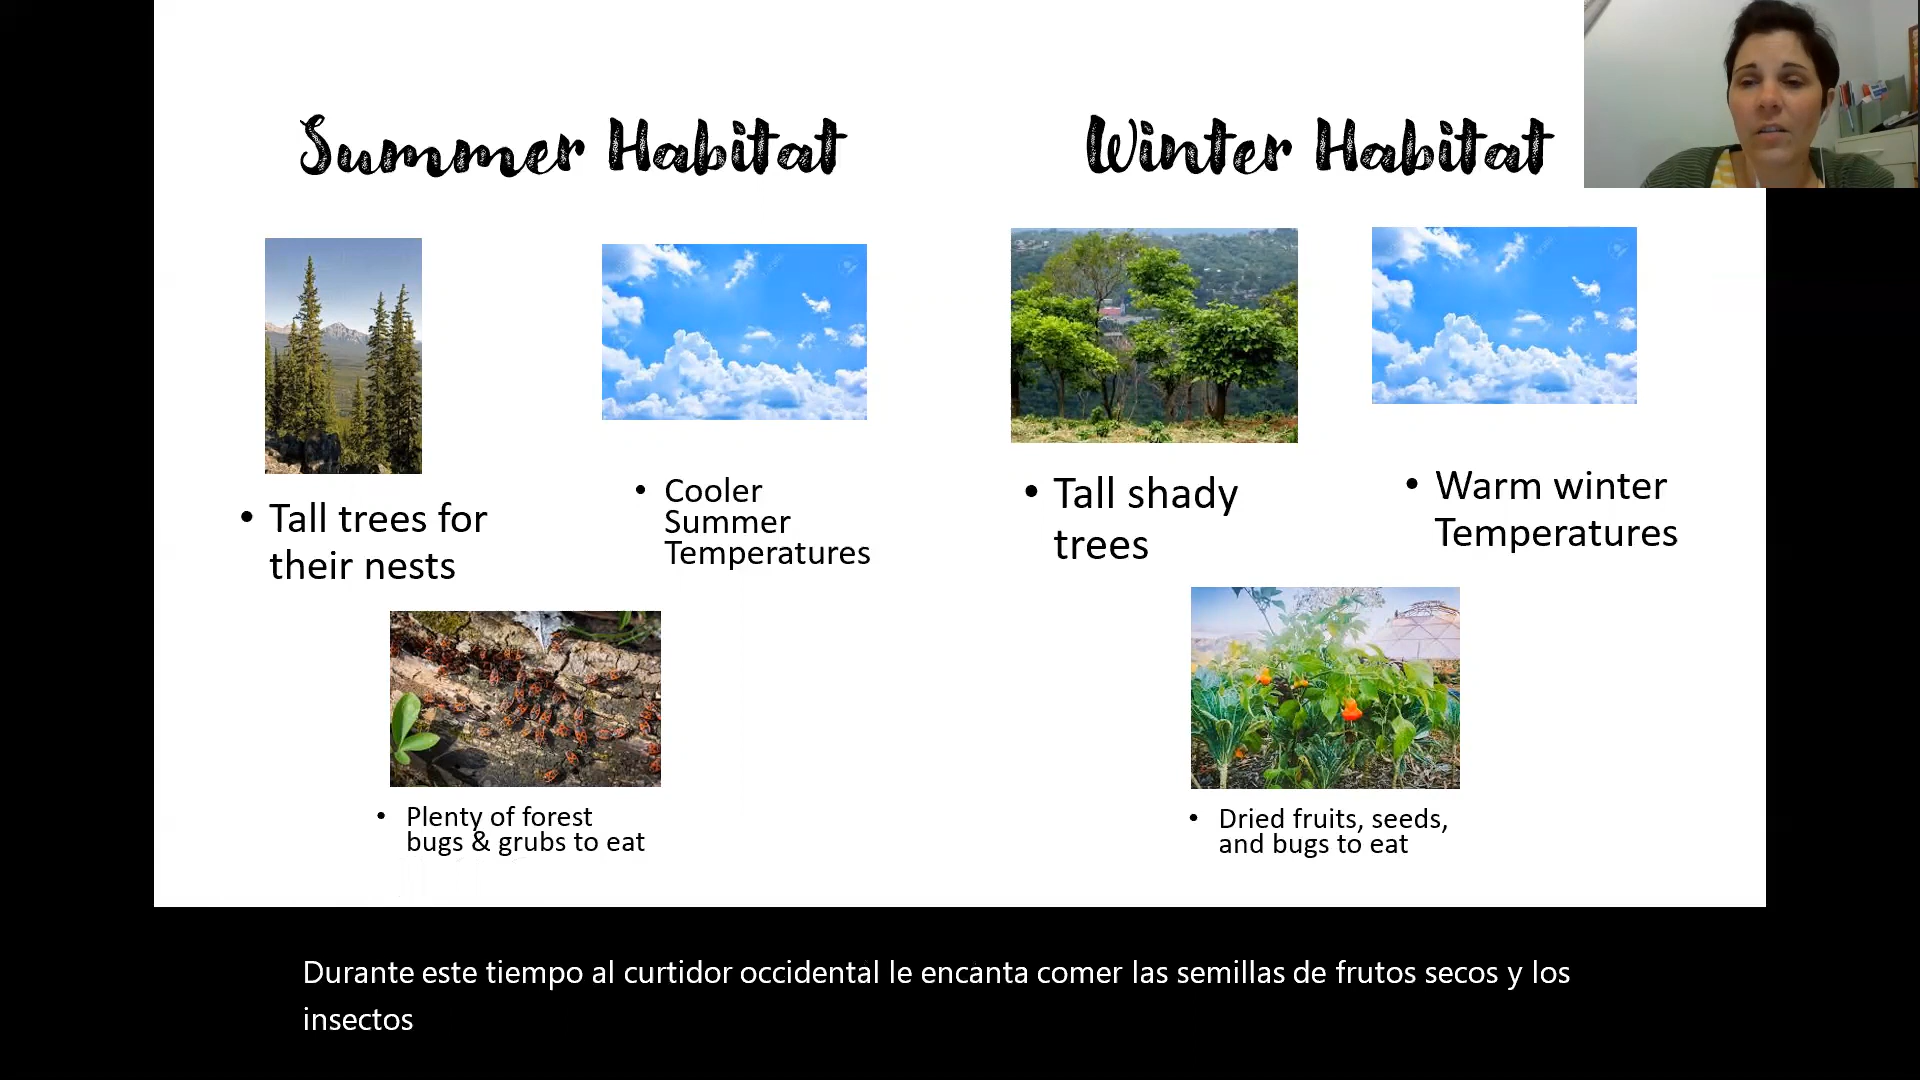 Summer Habitat
Winter Habitat
• Tall trees for
their nests
• Cooler
Summer
Temperatures
• Plenty of forest
bugs & grubs to eat
• Tall shady
trees
• Warm winter
Temperatures
• Dried fruits, seeds,
and bugs to eat
Durante este tiempo al curtidor occidental le encanta comer las semillas de frutos secos y los
insectos